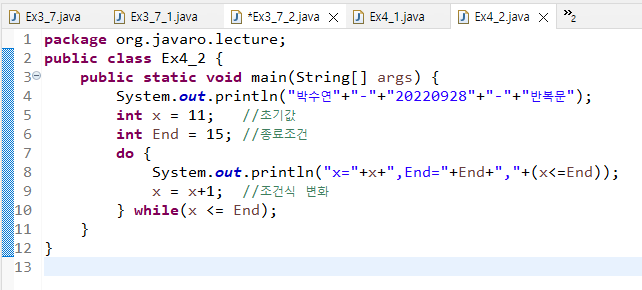 Ex3_7.java Ex3_7_1.java *Ex3_7_2.java Ex4_1.java Ex4_2.java »2
1 package org.javaro.lecture;
2 public class Ex4_2 {
3 public static void main(String[] args) {
4 System.out.println("박수연"+"-"+"20220928"+"-"+"반복문");
5 int x = 11; //초기값
6 int End = 15; //종료조건
7 do {
8 System.out.println("x="+x+",End="+End+","+(x<=End));
9 x = x+1; //조건식 변화
10 } while(x <= End);
11 }
12 }
13